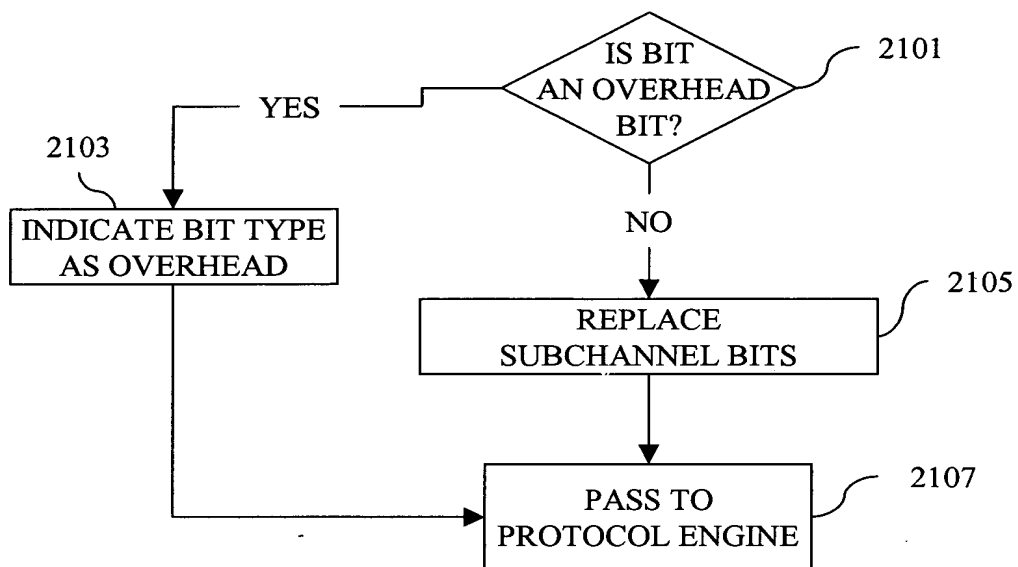 IS BIT
AN OVERHEAD
BIT?
2101
YES
2103
INDICATE BIT TYPE
AS OVERHEAD
NO
2105
REPLACE
SUBCHANNEL BITS
2107
PASS TO
PROTOCOL ENGINE